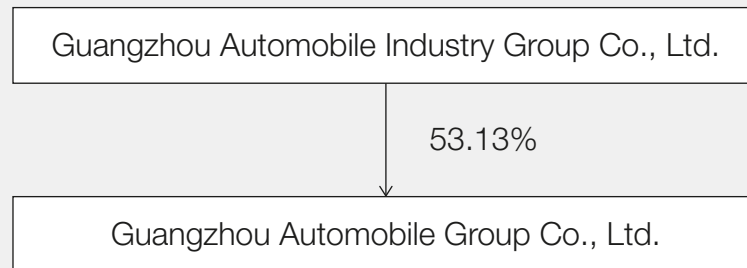 Guangzhou Automobile Industry Group Co., Ltd.
53.13%
Guangzhou Automobile Group Co., Ltd.